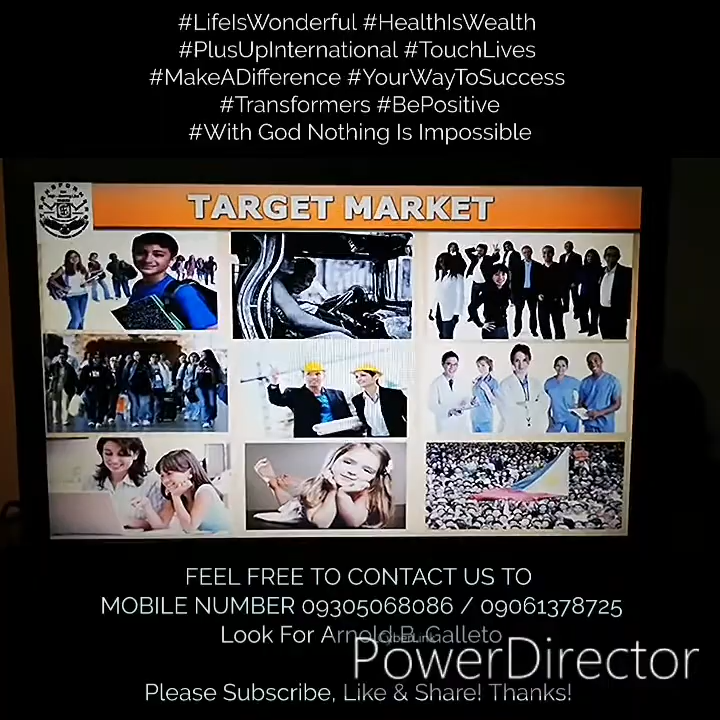 #LifeIsWonderful #HealthIsWealth
#PlusUpInternational #TouchLives
#MakeADifference #YourWayToSuccess
#Transformers #BePositive
#With God Nothing Is Impossible
TARGET MARKET
FEEL FREE TO CONTACT US TO
MOBILE NUMBER 09305068086 / 09061378725
Look For Arnold B. Galleto
CyberLink
PowerDirector
Please Subscribe, Like & Share! Thanks!